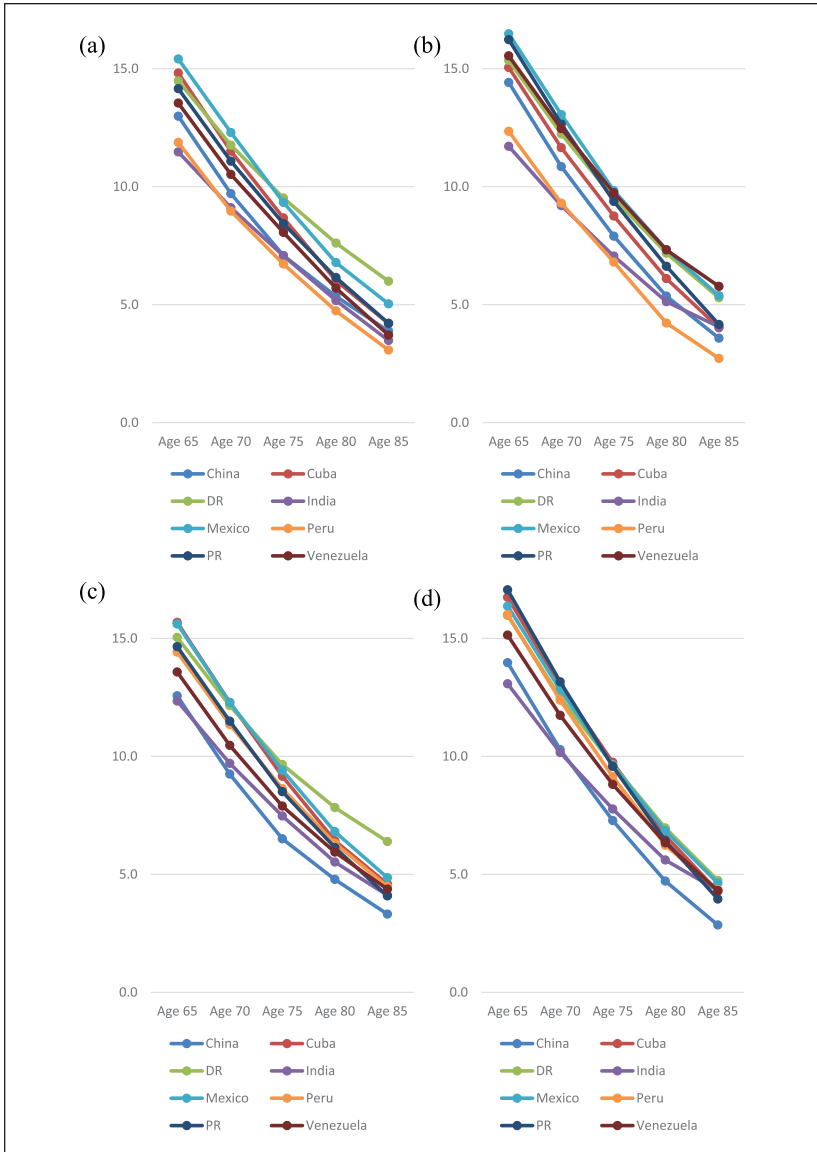 (a) (b)
15.0 15.0
10.0 10.0
5.0 5.0
0.0 0.0
Age 65 Age 70 Age 75 Age 80 Age 85 Age 65 Age 70 Age 75 Age 80 Age 85
China Cuba China Cuba
DR India DR India
Mexico Peru Mexico Peru
PR Venezuela PR Venezuela
(c) (d)
15.0 15.0
10.0 10.0
5.0 5.0
0.0 0.0
Age 65 Age 70 Age 75 Age 80 Age 85 Age 65 Age 70 Age 75 Age 80 Age 85
China Cuba China Cuba
DR India DR India
Mexico Peru Mexico Peru
PR Venezuela PR Venezuela